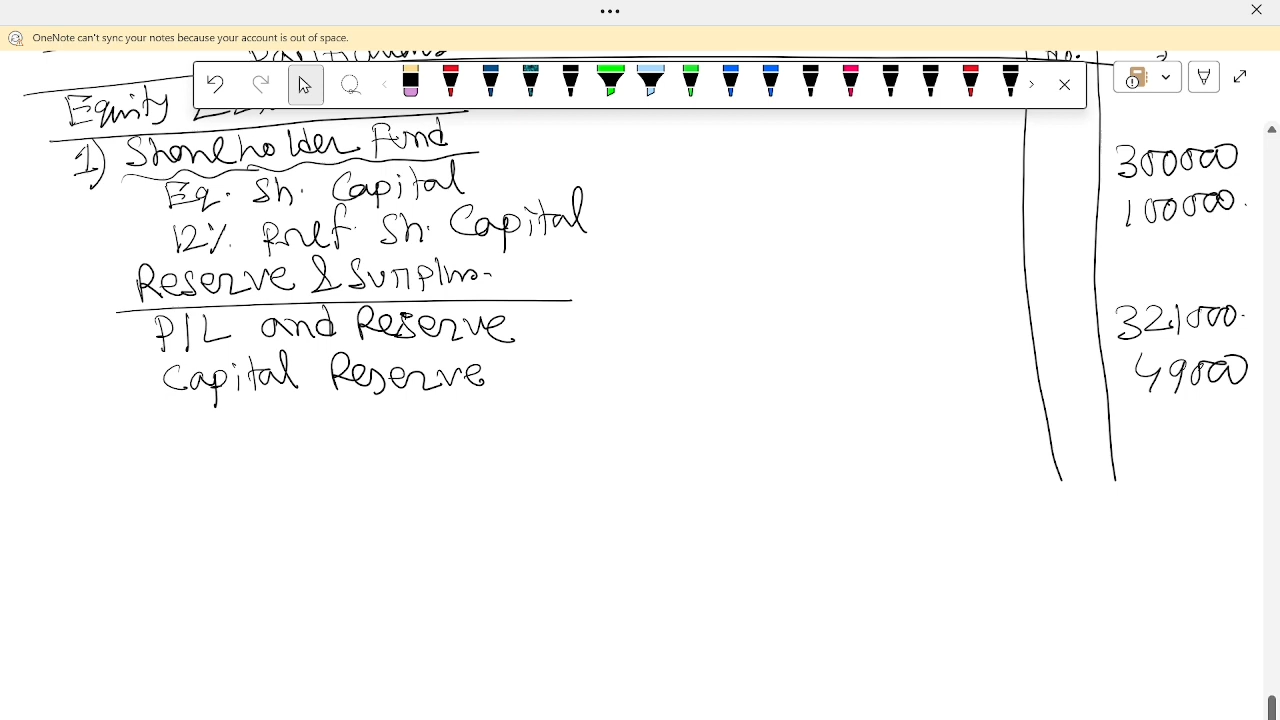 OneNote can't sync your notes because your account is out of space.
No.
Equity
1) Shareholder Fund 300000
Eq. Sh. Capital 100000.
12% Pref. Sh. Capital
Reserve & Surplus-
P/L and Reserve 321000.
Capital Reserve 49000